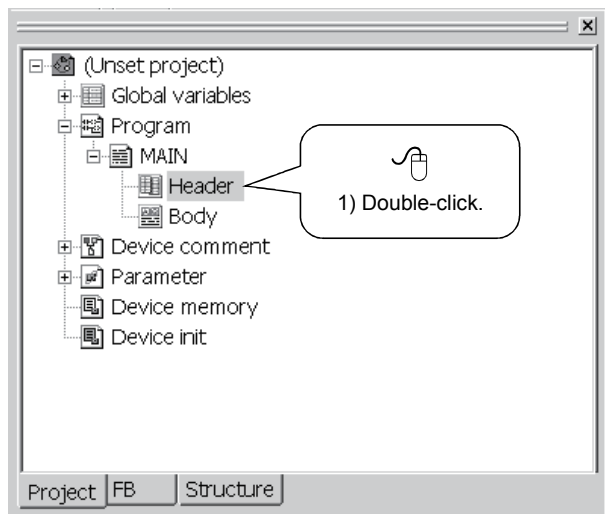 (Unset project)
Global variables
Program
MAIN
Header
1) Double-click.
Body
Device comment
Parameter
Device memory
Device init
Project FB Structure